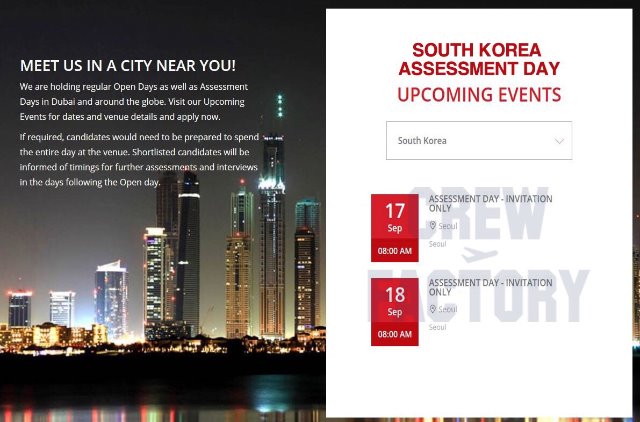 MEET US IN A CITY NEAR YOU!
We are holding regular Open Days as well as Assessment
Days in Dubai and around the globe. Visit our Upcoming
Events for dates and venue details and apply now.
If required, candidates would need to be prepared to spend
the entire day at the venue. Shortlisted candidates will be
informed of timings for further assessments and interviews
in the days following the Open day.
SOUTH KOREA
ASSESSMENT DAY
UPCOMING EVENTS
South Korea
17
Sep
08:00 AM
ASSESSMENT DAY - INVITATION
ONLY
Seoul
Seoul
18
Sep
08:00 AM
ASSESSMENT DAY - INVITATION
ONLY
Seoul
Seoul
CREW
FACTORY